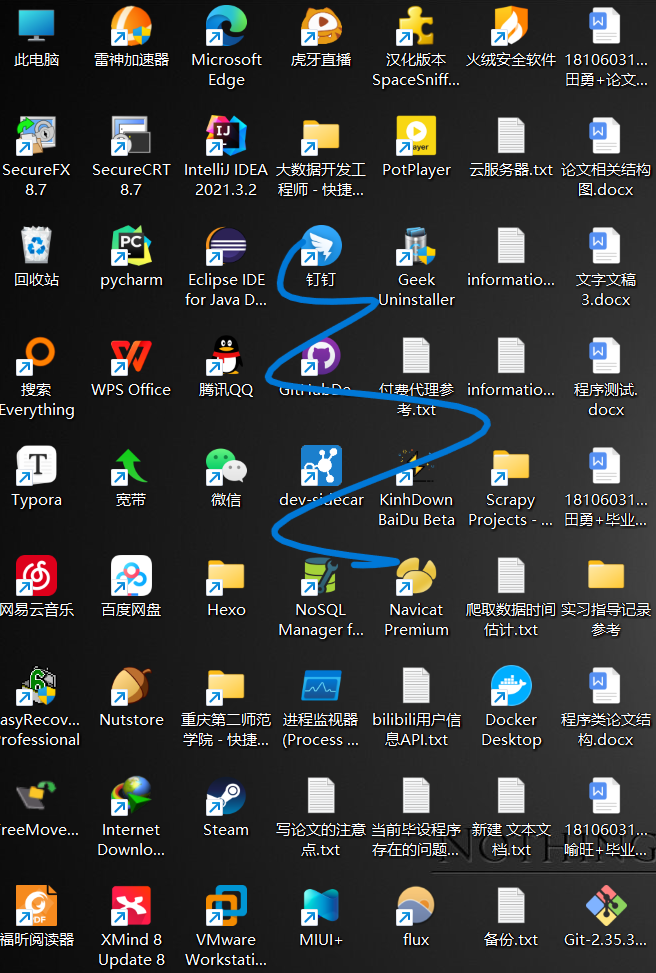 此电脑
雷神加速器
Microsoft
Edge
虎牙直播
汉化版本
SpaceSniff...
火绒安全软件
18106031...
田勇+论文...
SecureFX
8.7
SecureCRT
8.7
IntelliJ IDEA
2021.3.2
大数据开发工
程师 - 快捷...
PotPlayer
云服务器.txt
论文相关结构
图.docx
回收站
pycharm
Eclipse IDE
for Java D...
钉钉
Geek
Uninstaller
informatio...
文字文稿
3.docx
搜索
Everything
WPS Office
腾讯QQ
GitHubDe...
付费代理参
考.txt
informatio...
程序测试.
docx
Typora
宽带
微信
dev-sidecar
KinhDown
BaiDu Beta
Scrapy
Projects - ...
18106031...
田勇+毕业...
网易云音乐
百度网盘
Hexo
NoSQL
Manager f...
Navicat
Premium
爬取数据时间
估计.txt
实习指导记录
参考
asyRecov...
Professional
Nutstore
重庆第二师范
学院 - 快捷...
进程监视器
(Process ...
bilibili用户信
息API.txt
Docker
Desktop
程序类论文结
构.docx
FreeMove...
Internet
Downlo...
Steam
写论文的注意
点.txt
当前毕设程序
存在的问题...
新建 文本文
档.txt
18106031...
喻旺+毕业...
NOTHING
福昕阅读器
XMind 8
Update 8
VMware
Workstati...
MIUI+
flux
备份.txt
Git-2.35.3...